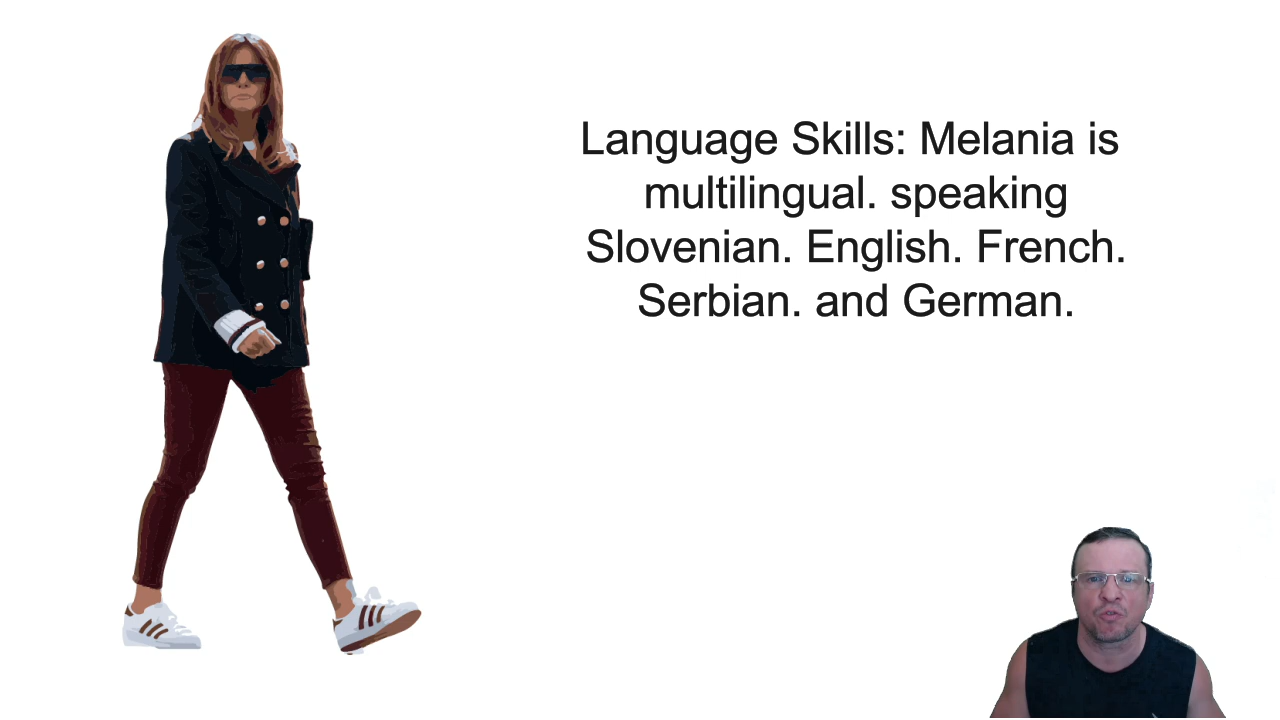 Language Skills: Melania is
multilingual. speaking
Slovenian. English. French.
Serbian. and German.